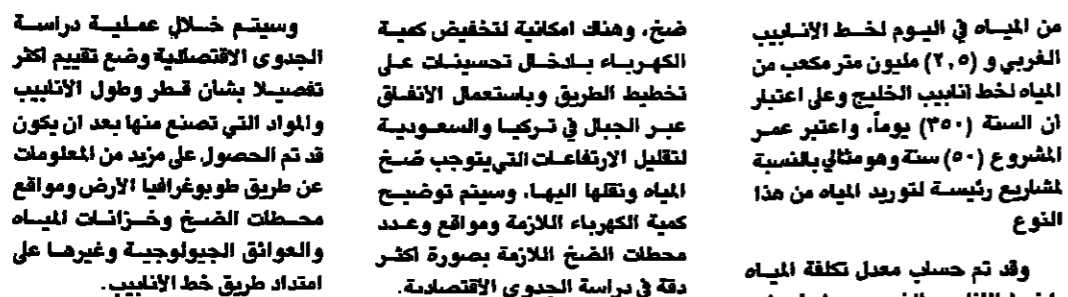 من المياه في اليوم لخط الانابيب
الغربي و (٢,٥) مليون متر مكعب من
المياه لخط انابيب الخليج وعلى اعتبار
ان السنة (٣٥٠) يوماً، واعتبر عمر
المشروع (٥٠) سنة وهو مثالي بالنسبة
لمشاريع رئيسة لتوريد المياه من هذا
النوع
وقد تم حساب معدل تكلفة المياه
ضخ، وهناك امكانية لتخفيض كمية
الكهرباء بادخال تحسينات على
تخطيط الطريق وباستعمال الانفاق
عبر الجبال في تركيا والسعودية
لتقليل الارتفاعات التي يتوجب ضخ
المياه ونقلها اليها. وسيتم توضيح
كمية الكهرباء اللازمة ومواقع وعدد
محطات الضخ اللازمة بصورة اكثر
دقة في دراسة الجدوى الاقتصادية.
وسيتم خلال عملية دراسة
الجدوى الاقتصادية وضع تقييم اكثر
تفصيلا بشان قطر وطول الأنابيب
والمواد التي تصنع منها بعد ان يكون
قد تم الحصول على مزيد من المعلومات
عن طريق طوبوغرافيا الأرض ومواقع
محطات الضخ وخزانات المياه
والعوائق الجيولوجية وغيرها على
امتداد طريق خط الأنابيب.